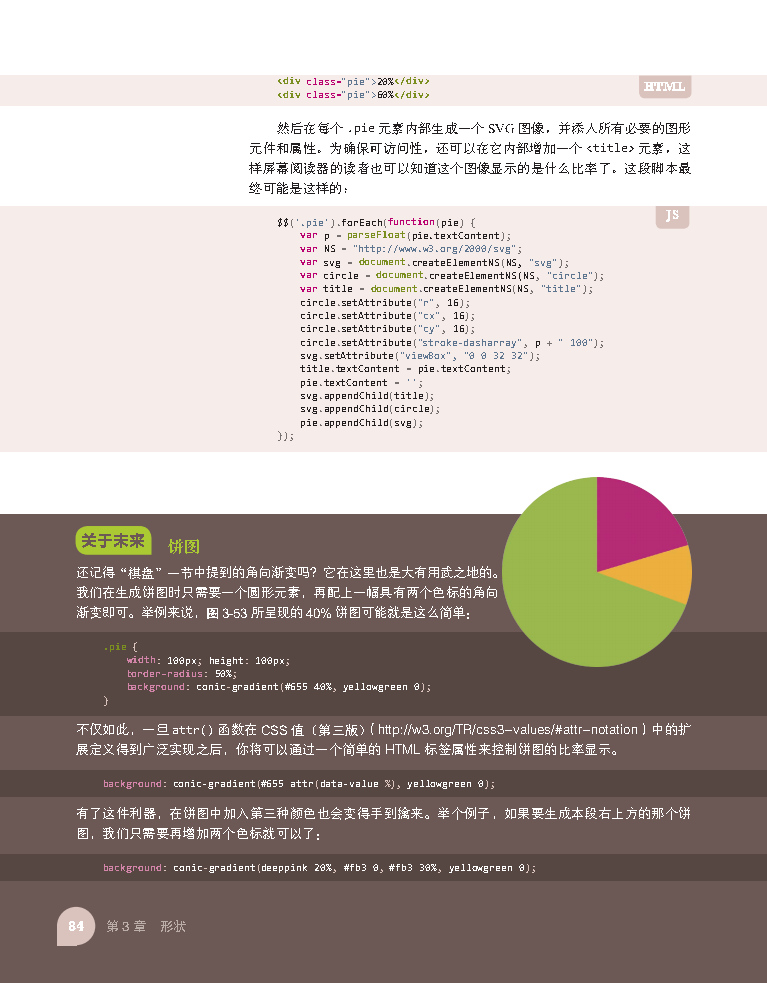 <div class="pie">20%</div>
<div class="pie">60%</div>
HTML
然后在每个 .pie 元素内部生成一个 SVG 图像，并添入所有必要的图形
元件和属性。为确保可访问性，还可以在它内部增加一个 <title> 元素，这
样屏幕阅读器的读者也可以知道这个图像显示的是什么比率了。这段脚本最
终可能是这样的：
JS
$$('.pie').forEach(function(pie) {
var p = parseFloat(pie.textContent);
var NS = "http://www.w3.org/2000/svg";
var svg = document.createElementNS(NS, "svg");
var circle = document.createElementNS(NS, "circle");
var title = document.createElementNS(NS, "title");
circle.setAttribute("r", 16);
circle.setAttribute("cx", 16);
circle.setAttribute("cy", 16);
circle.setAttribute("stroke-dasharray", p + " 100");
svg.setAttribute("viewBox", "0 0 32 32");
title.textContent = pie.textContent;
pie.textContent = '';
svg.appendChild(title);
svg.appendChild(circle);
pie.appendChild(svg);
});
关于未来 饼图
还记得“棋盘”一节中提到的角向渐变吗？它在这里也是大有用武之地的。
我们在生成饼图时只需要一个圆形元素，再配上一幅具有两个色标的角向
渐变即可。举例来说，图 3-53 所呈现的 40% 饼图可能就是这么简单：
.pie {
width: 100px; height: 100px;
border-radius: 50%;
background: conic-gradient(#655 40%, yellowgreen 0);
}
不仅如此，一旦 attr() 函数在 CSS 值（第三版）（http://w3.org/TR/css3-values/#attr-notation）中的扩
展定义得到广泛实现之后，你将可以通过一个简单的 HTML 标签属性来控制饼图的比率显示。
background: conic-gradient(#655 attr(data-value %), yellowgreen 0);
有了这件利器，在饼图中加入第三种颜色也会变得手到擒来。举个例子，如果要生成本段右上方的那个饼
图，我们只需要再增加两个色标就可以了：
background: conic-gradient(deeppink 20%, #fb3 0, #fb3 30%, yellowgreen 0);
84 第 3 章 形状